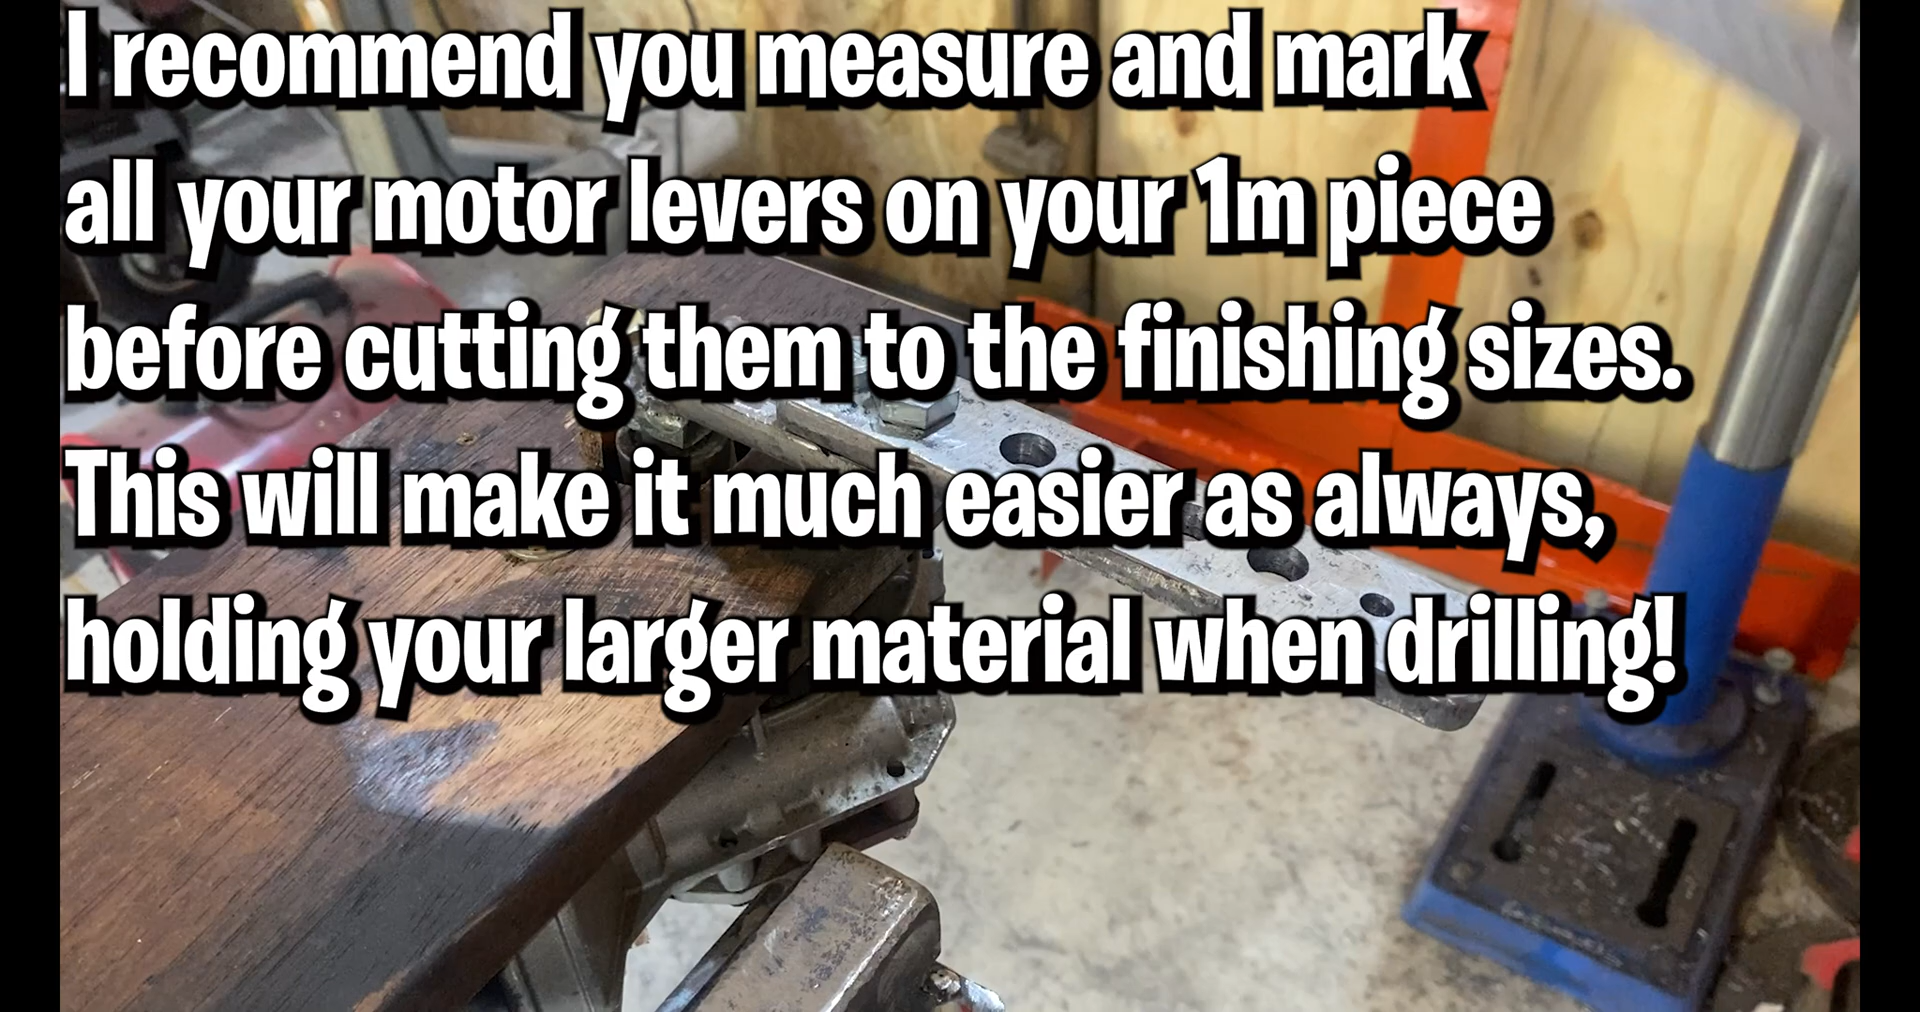 I recommend you measure and mark
all your motor levers on your 1m piece
before cutting them to the finishing sizes.
This will make it much easier as always,
holding your larger material when drilling!